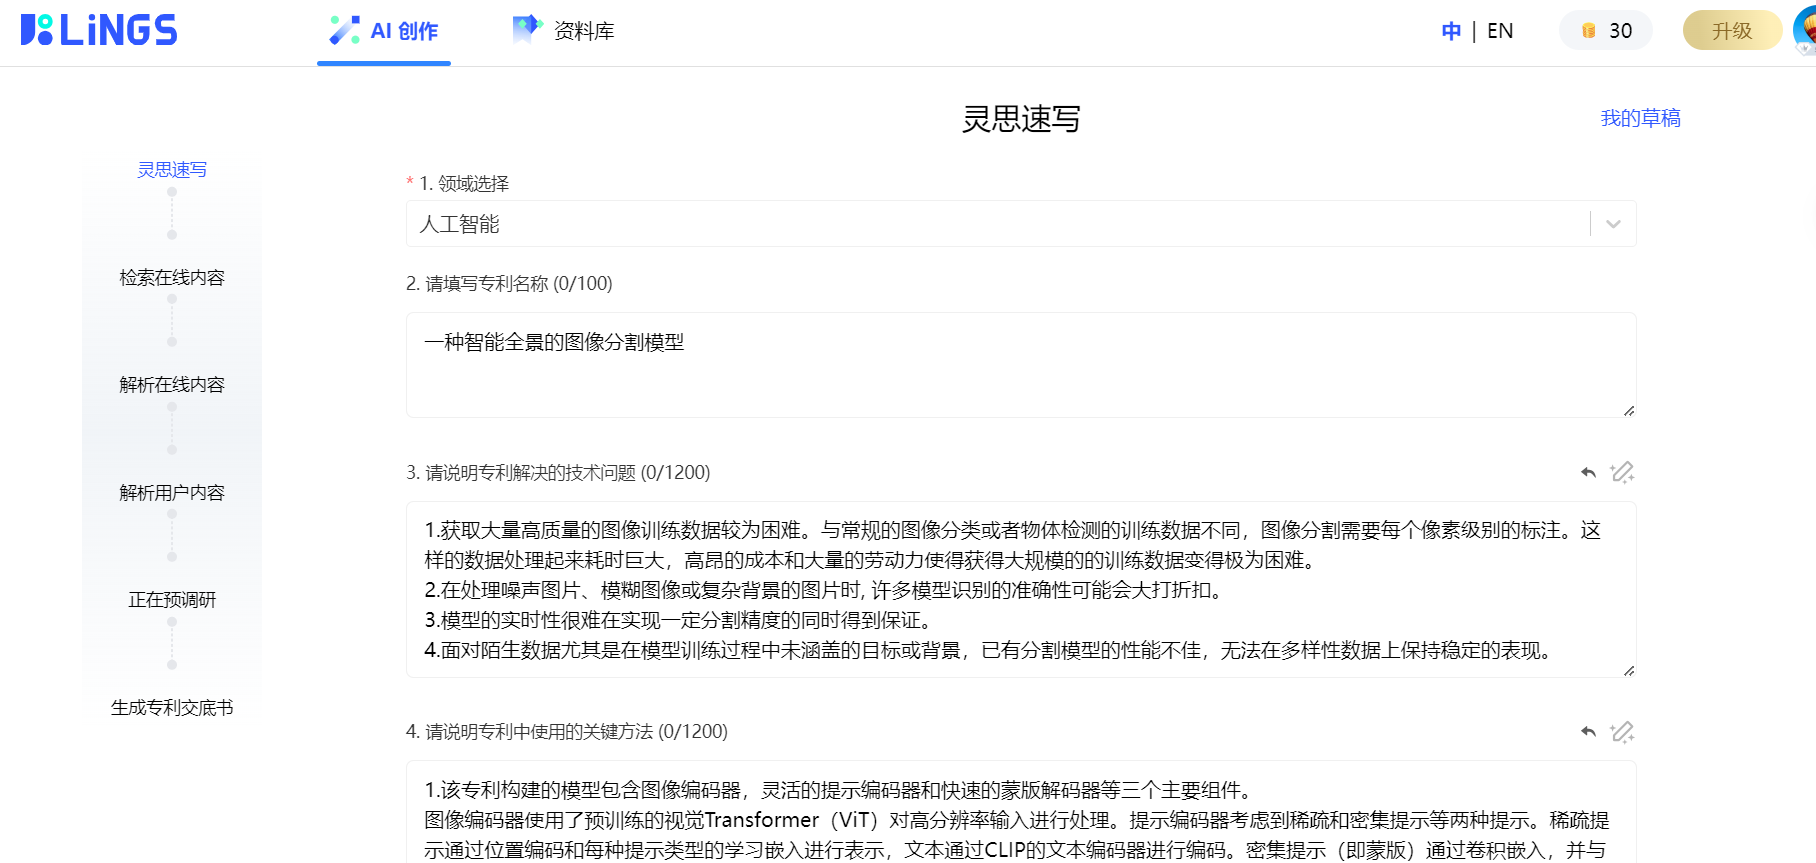 LiNGS
AI 创作
资料库
中 | EN
30
升级
灵思速写
我的草稿
灵思速写
检索在线内容
解析在线内容
解析用户内容
正在预调研
生成专利交底书
* 1. 领域选择
人工智能
2. 请填写专利名称 (0/100)
一种智能全景的图像分割模型
3. 请说明专利解决的技术问题 (0/1200)
1.获取大量高质量的图像训练数据较为困难。与常规的图像分类或者物体检测的训练数据不同，图像分割需要每个像素级别的标注。这
样的数据处理起来耗时巨大，高昂的成本和大量的劳动力使得获得大规模的的训练数据变得极为困难。
2.在处理噪声图片、模糊图像或复杂背景的图片时, 许多模型识别的准确性可能会大打折扣。
3.模型的实时性很难在实现一定分割精度的同时得到保证。
4.面对陌生数据尤其是在模型训练过程中未涵盖的目标或背景，已有分割模型的性能不佳，无法在多样性数据上保持稳定的表现。
4. 请说明专利中使用的关键方法 (0/1200)
1.该专利构建的模型包含图像编码器，灵活的提示编码器和快速的蒙版解码器等三个主要组件。
图像编码器使用了预训练的视觉Transformer（ViT）对高分辨率输入进行处理。提示编码器考虑到稀疏和密集提示等两种提示。稀疏提
示通过位置编码和每种提示类型的学习嵌入进行表示，文本通过CLIP的文本编码器进行编码。密集提示（即蒙版）通过卷积嵌入，并与